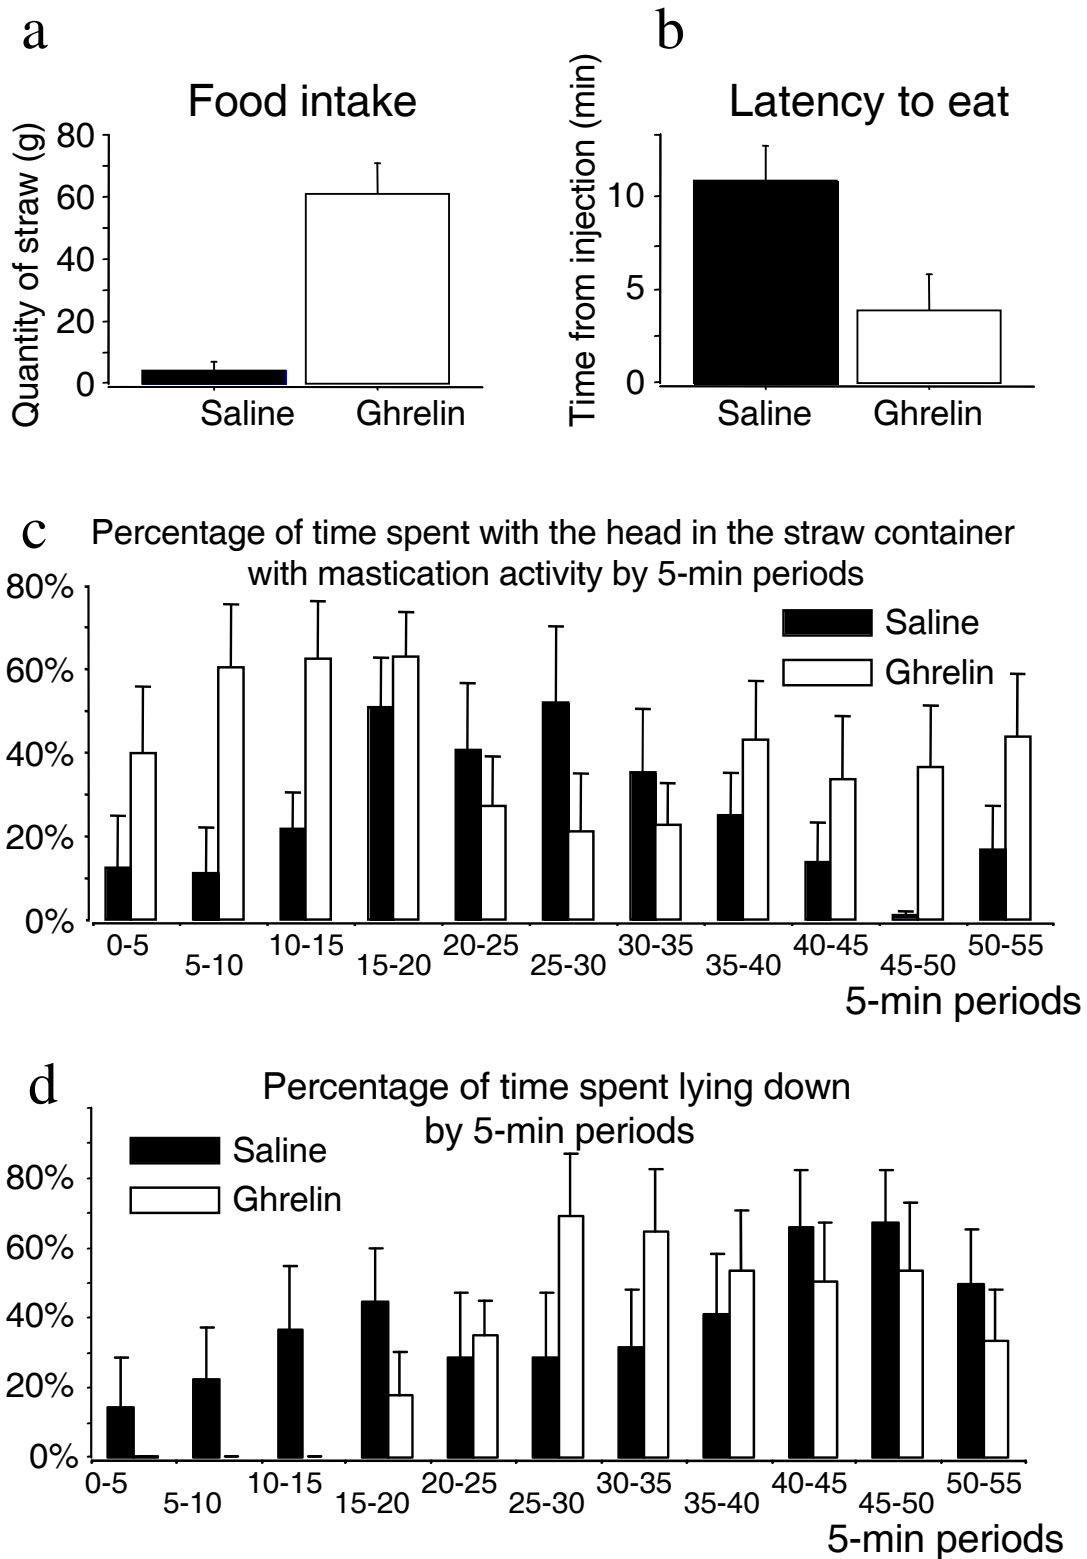 a
Food intake
Quantity of straw (g)
80
60
40
20
0
Saline Ghrelin
b
Latency to eat
Time from injection (min)
10
5
0
Saline Ghrelin
c
Percentage of time spent with the head in the straw container
with mastication activity by 5-min periods
80%
60%
40%
20%
0%
Saline
Ghrelin
0-5 5-10 10-15 15-20 20-25 25-30 30-35 35-40 40-45 45-50 50-55
5-min periods
d
Percentage of time spent lying down
by 5-min periods
Saline
Ghrelin
80%
60%
40%
20%
0%
0-5 5-10 10-15 15-20 20-25 25-30 30-35 35-40 40-45 45-50 50-55
5-min periods